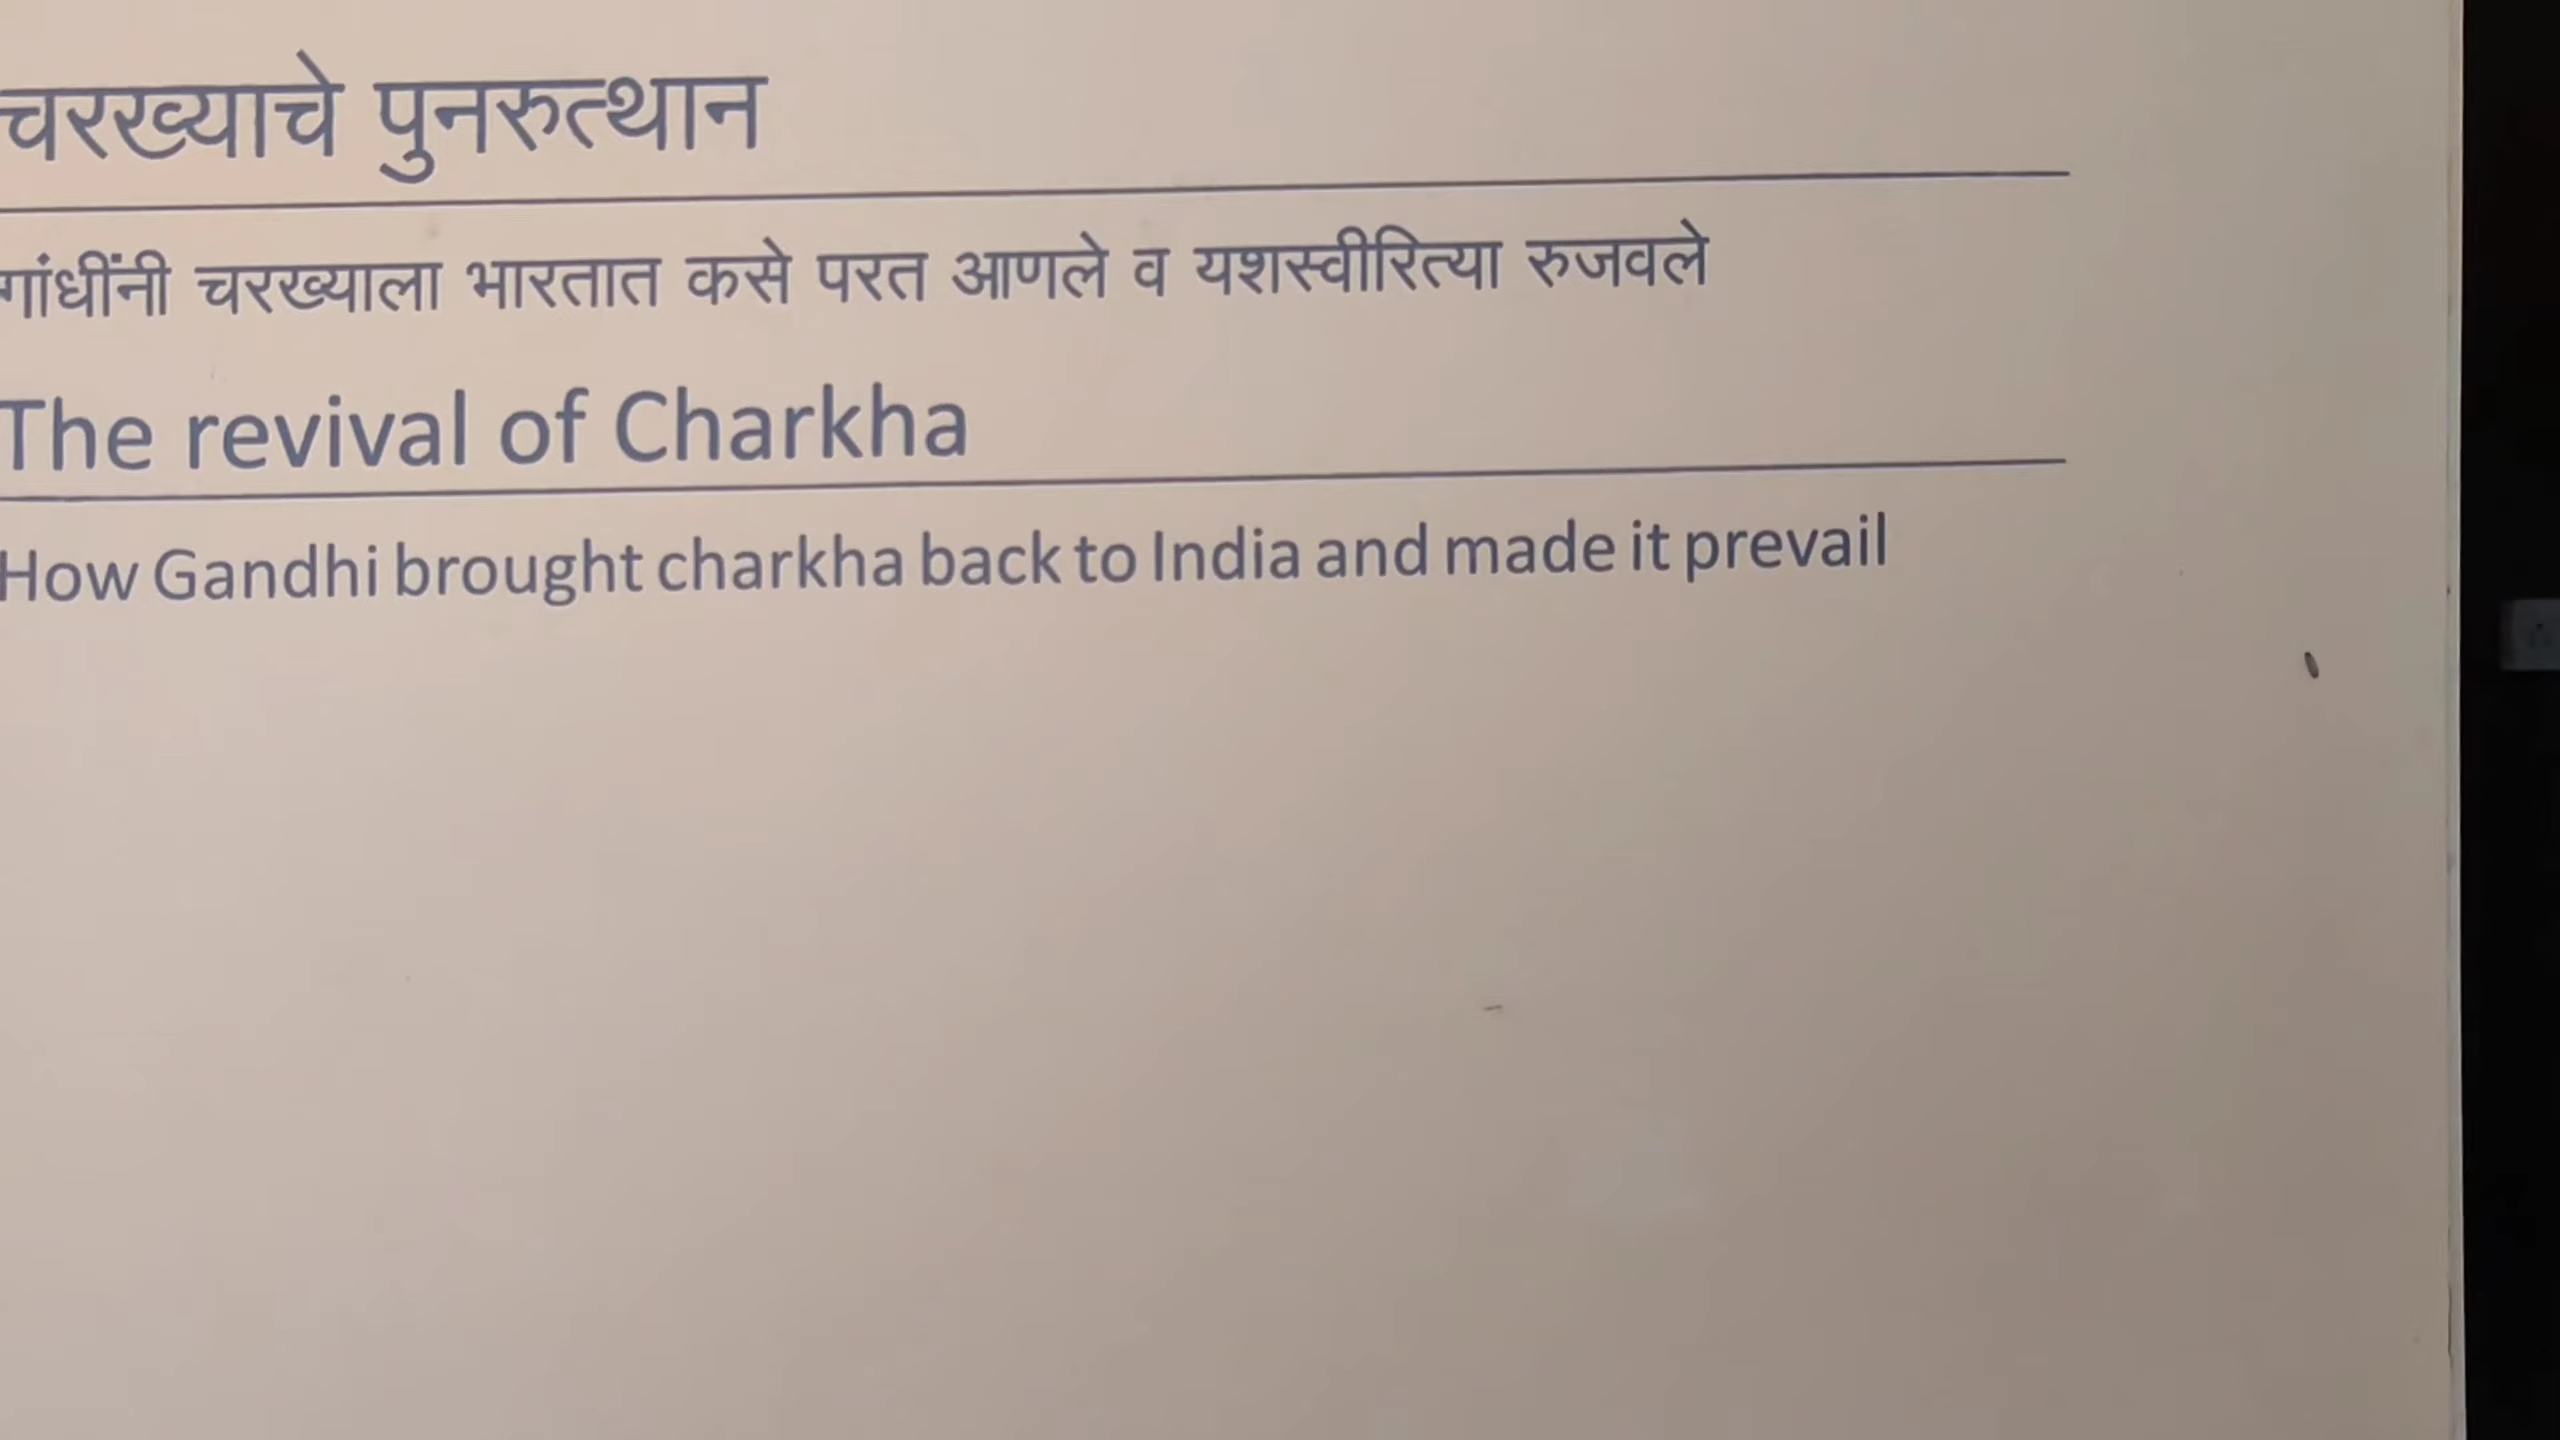 चरख्याचे पुनरुत्थान
गांधींनी चरख्याला भारतात कसे परत आणले व यशस्वीरित्या रुजवले
The revival of Charkha
How Gandhi brought charkha back to India and made it prevail